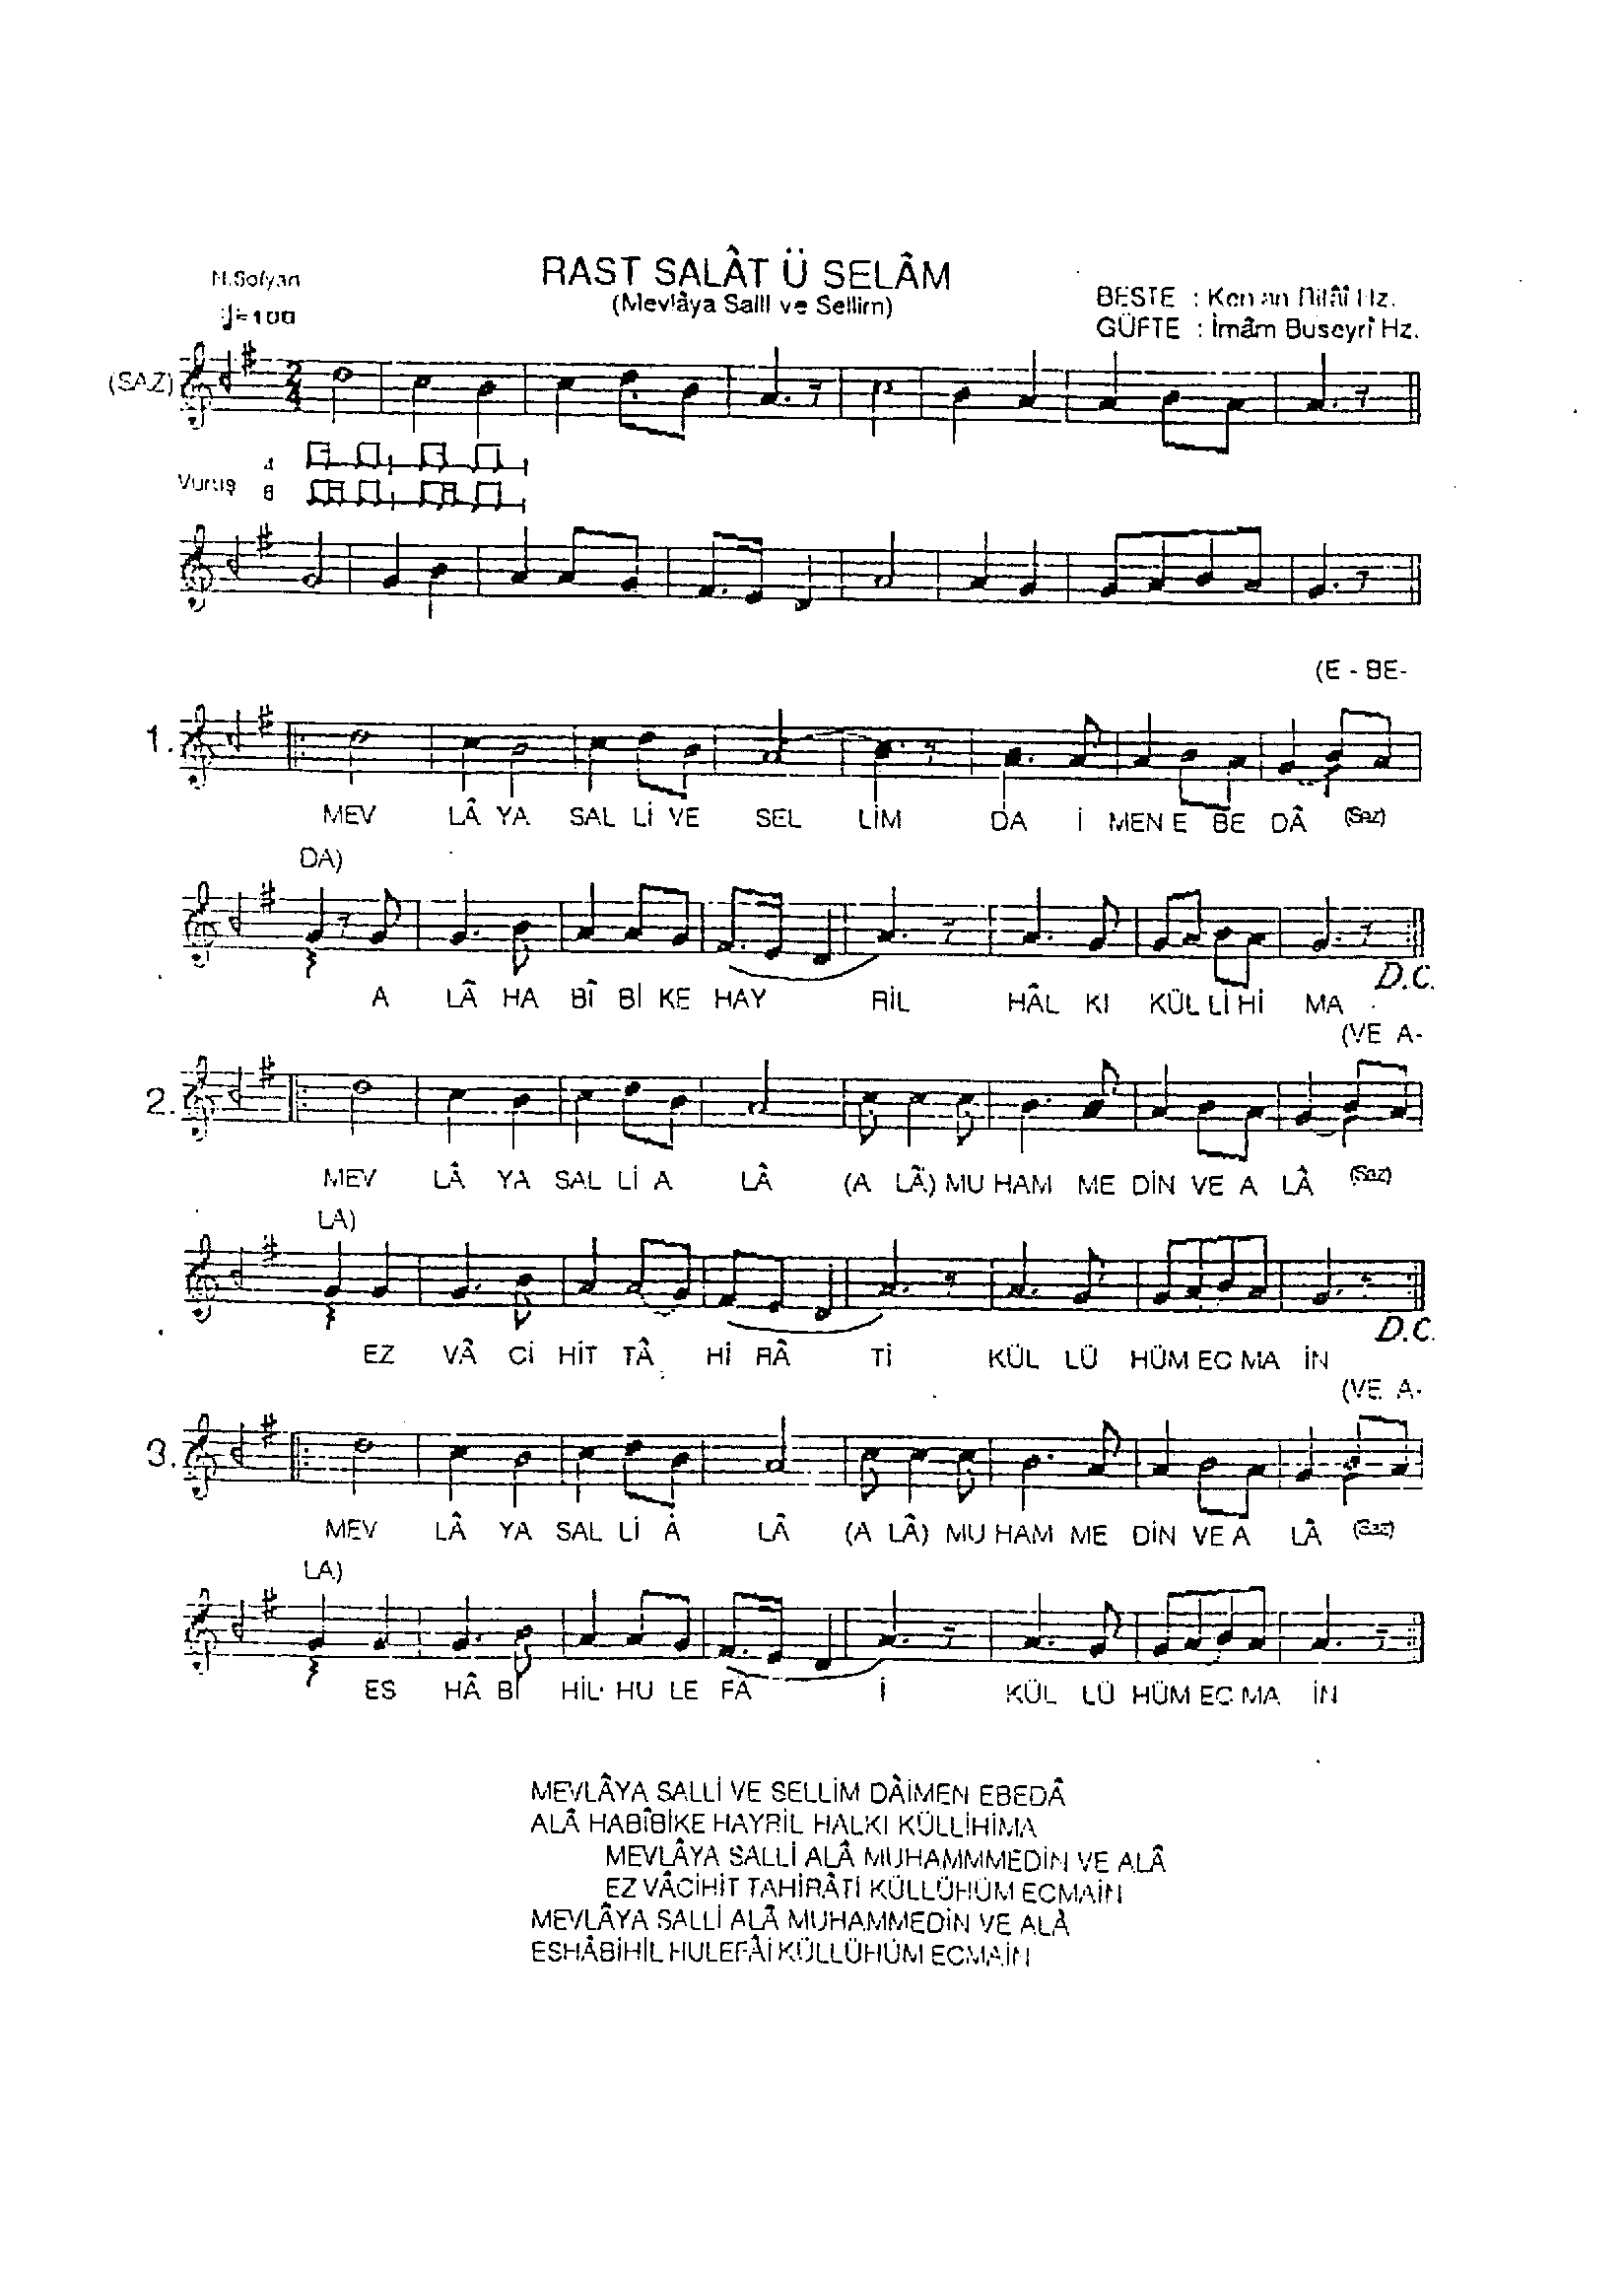 RAST SALÂT Ü SELÂM
N.Sofyan
(Mevlâya Salli ve Sellim)
BESTE : Kenan Rifâî Hz.
=100
GÜFTE : İmâm Buseyrî Hz.
(SAZ) 2 4
4
Vuruş 8
(E - BE-
1.
MEV LÂ YA SAL Lİ VE SEL LİM DA İ MEN E BE DÂ (Saz)
DA)
D.C.
A LÂ HA BÎ Bİ KE HAY RİL HÂL KI KÜL Lİ Hİ MA
(VE A-
2.
MEV LÂ YA SAL Lİ A LÂ (A LÂ) MU HAM ME DİN VE A LÂ (Saz)
LA)
D.C.
EZ VÂ Cİ HİT TÂ Hİ RÂ Tİ KÜL LÜ HÜM EC MA İN
(VE A-
3.
MEV LÂ YA SAL Lİ A LÂ (A LÂ) MU HAM ME DİN VE A LÂ (Saz)
LA)
ES HÂ Bİ HİL HU LE FÂ İ KÜL LÜ HÜM EC MA İN
MEVLÂYA SALLİ VE SELLİM DÂİMEN EBEDÂ
ALÂ HABÎBİKE HAYRİL HALKI KÜLLİHİMA
MEVLÂYA SALLİ ALÂ MUHAMMMEDİN VE ALÂ
EZ VÂCİHİT TAHİRÂTİ KÜLLÜHÜM ECMAİN
MEVLÂYA SALLİ ALÂ MUHAMMEDİN VE ALÂ
ESHÂBİHİL HULEFÂİ KÜLLÜHÜM ECMAİN